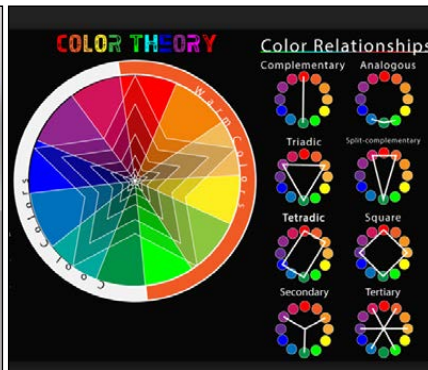 COLOR THEORY
Warm Colors
Cool Colors
Color Relationships
Complementary
Analogous
Triadic
Split-complementary
Tetradic
Square
Secondary
Tertiary